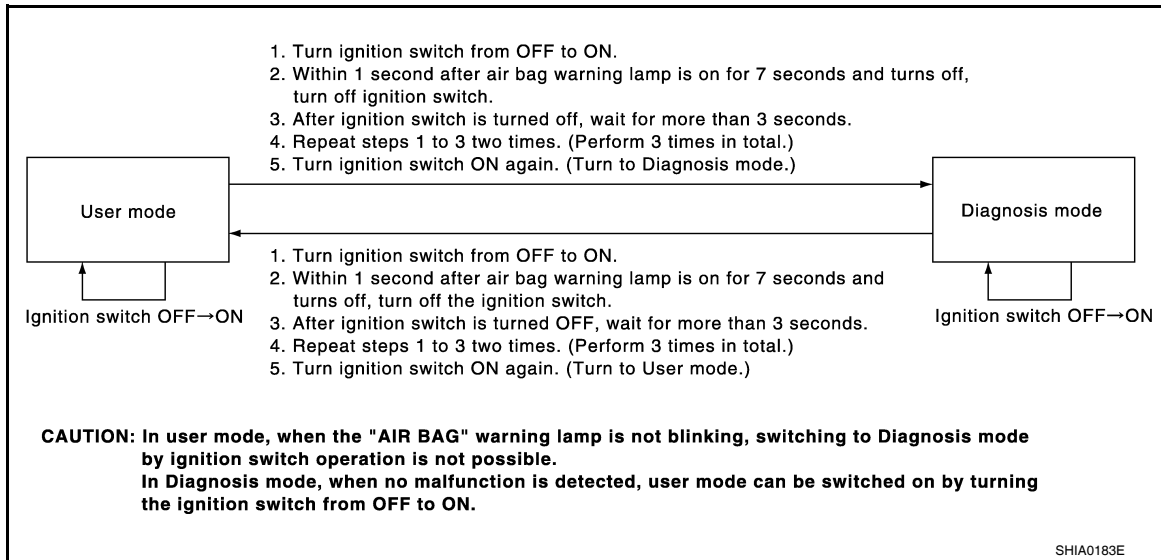 1. Turn ignition switch from OFF to ON.
2. Within 1 second after air bag warning lamp is on for 7 seconds and turns off,
turn off ignition switch.
3. After ignition switch is turned off, wait for more than 3 seconds.
4. Repeat steps 1 to 3 two times. (Perform 3 times in total.)
5. Turn ignition switch ON again. (Turn to Diagnosis mode.)
User mode
Diagnosis mode
1. Turn ignition switch from OFF to ON.
2. Within 1 second after air bag warning lamp is on for 7 seconds and
turns off, turn off the ignition switch.
3. After ignition switch is turned OFF, wait for more than 3 seconds.
4. Repeat steps 1 to 3 two times. (Perform 3 times in total.)
5. Turn ignition switch ON again. (Turn to User mode.)
Ignition switch OFF→ON
Ignition switch OFF→ON
CAUTION: In user mode, when the "AIR BAG" warning lamp is not blinking, switching to Diagnosis mode
by ignition switch operation is not possible.
In Diagnosis mode, when no malfunction is detected, user mode can be switched on by turning
the ignition switch from OFF to ON.
SHIA0183E